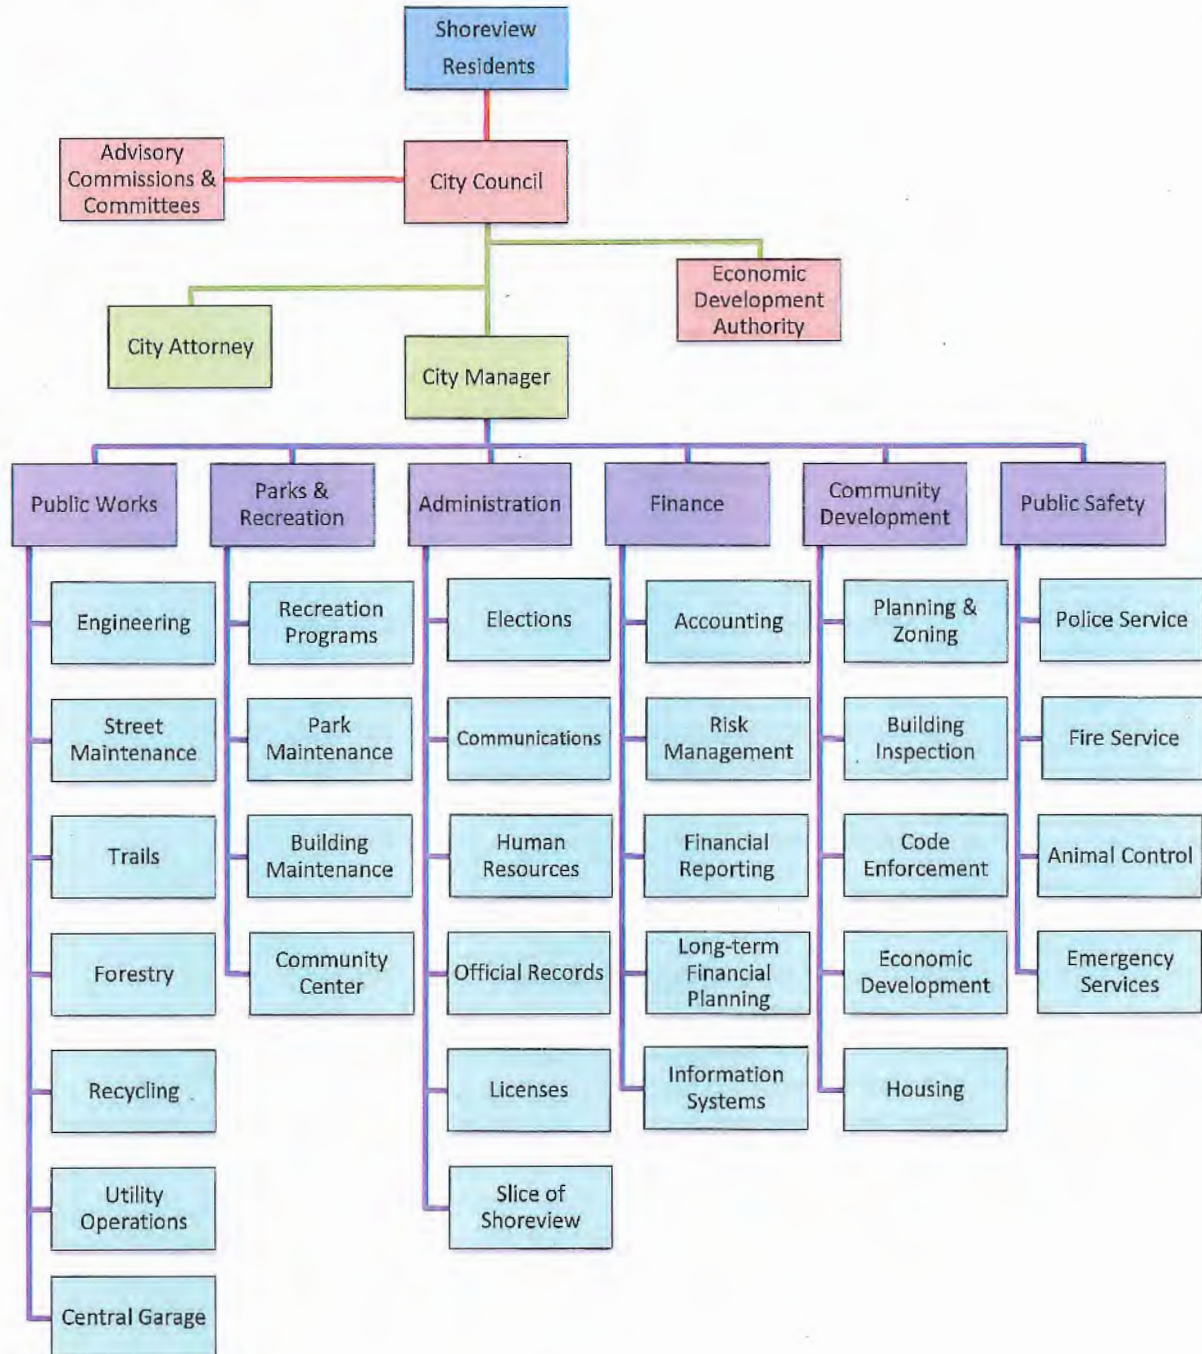 Shoreview
Residents
Advisory
Commissions &
Committees
City Council
Economic
Development
Authority
City Attorney
City Manager
Public Works
Parks &
Recreation
Administration
Finance
Community
Development
Public Safety
Engineering
Street
Maintenance
Trails
Forestry
Recycling
Utility
Operations
Central Garage
Recreation
Programs
Park
Maintenance
Building
Maintenance
Community
Center
Elections
Communications
Human
Resources
Official Records
Licenses
Slice of
Shoreview
Accounting
Risk
Management
Financial
Reporting
Long-term
Financial
Planning
Information
Systems
Planning &
Zoning
Building
Inspection
Code
Enforcement
Economic
Development
Housing
Police Service
Fire Service
Animal Control
Emergency
Services